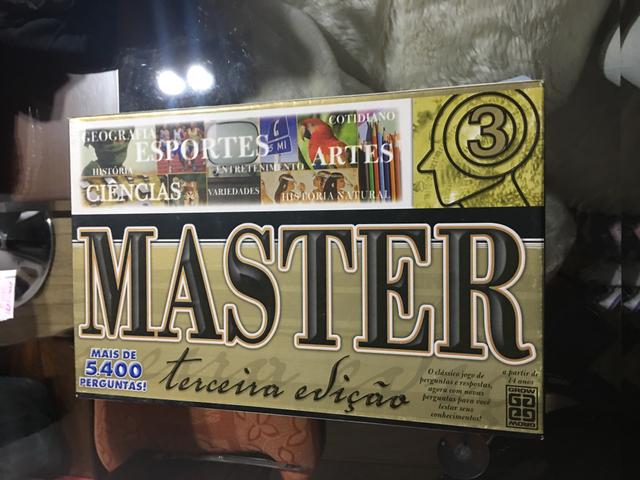 GEOGRAFIA
COTIDIANO
ESPORTES
ARTES
HISTÓRIA
ENTRETENIMENTO
CIÊNCIAS
VARIEDADES
HISTÓRIA NATURAL
3
MASTER
MAIS DE
5400
PERGUNTAS!
terceira edição
O clássico jogo de
perguntas e respostas,
agora com novas
perguntas para você
testar seus
conhecimentos!
a partir de
14 anos
GROW
GROW